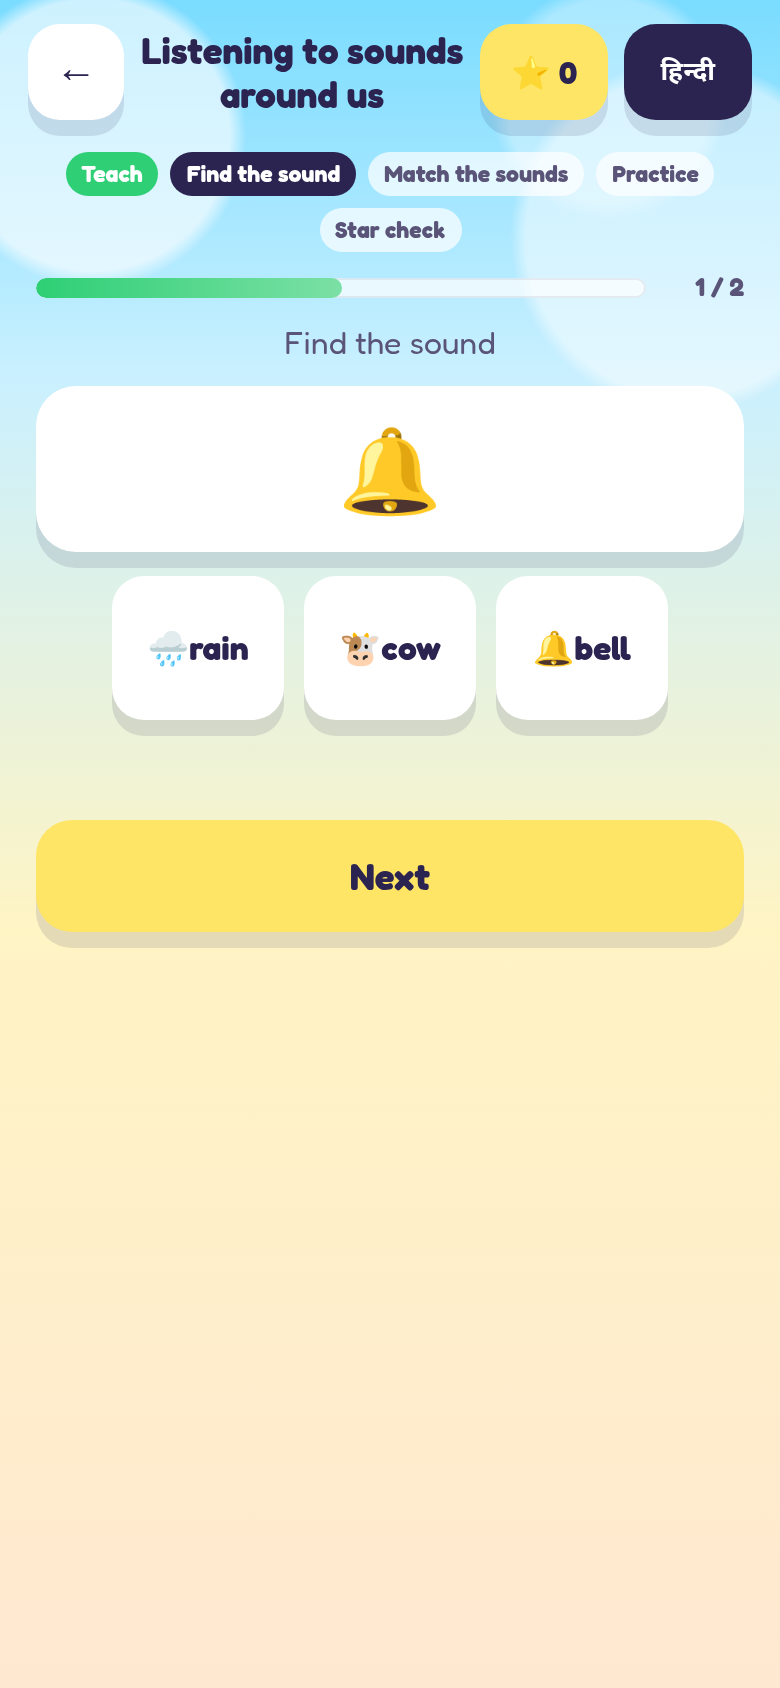 ←
Listening to sounds
around us
⭐ 0
हिन्दी
Teach
Find the sound
Match the sounds
Practice
Star check
1 / 2
Find the sound
rain
cow
bell
Next